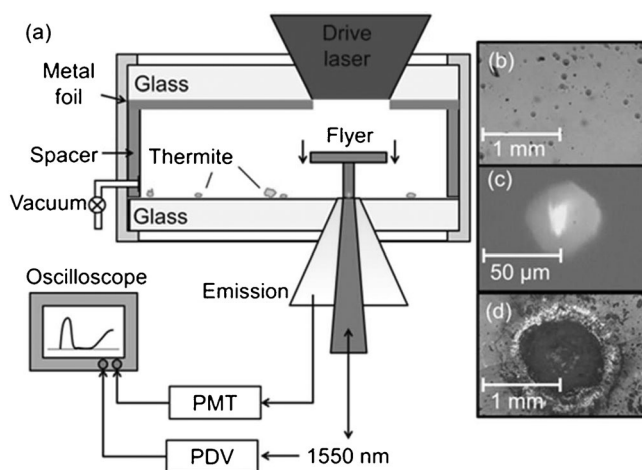 (a)
Drive
laser
Glass
Metal
foil
Flyer
Spacer
Thermite
Vacuum
Glass
Oscilloscope
Emission
PMT
PDV
1550 nm
(b)
1 mm
(c)
50 µm
(d)
1 mm